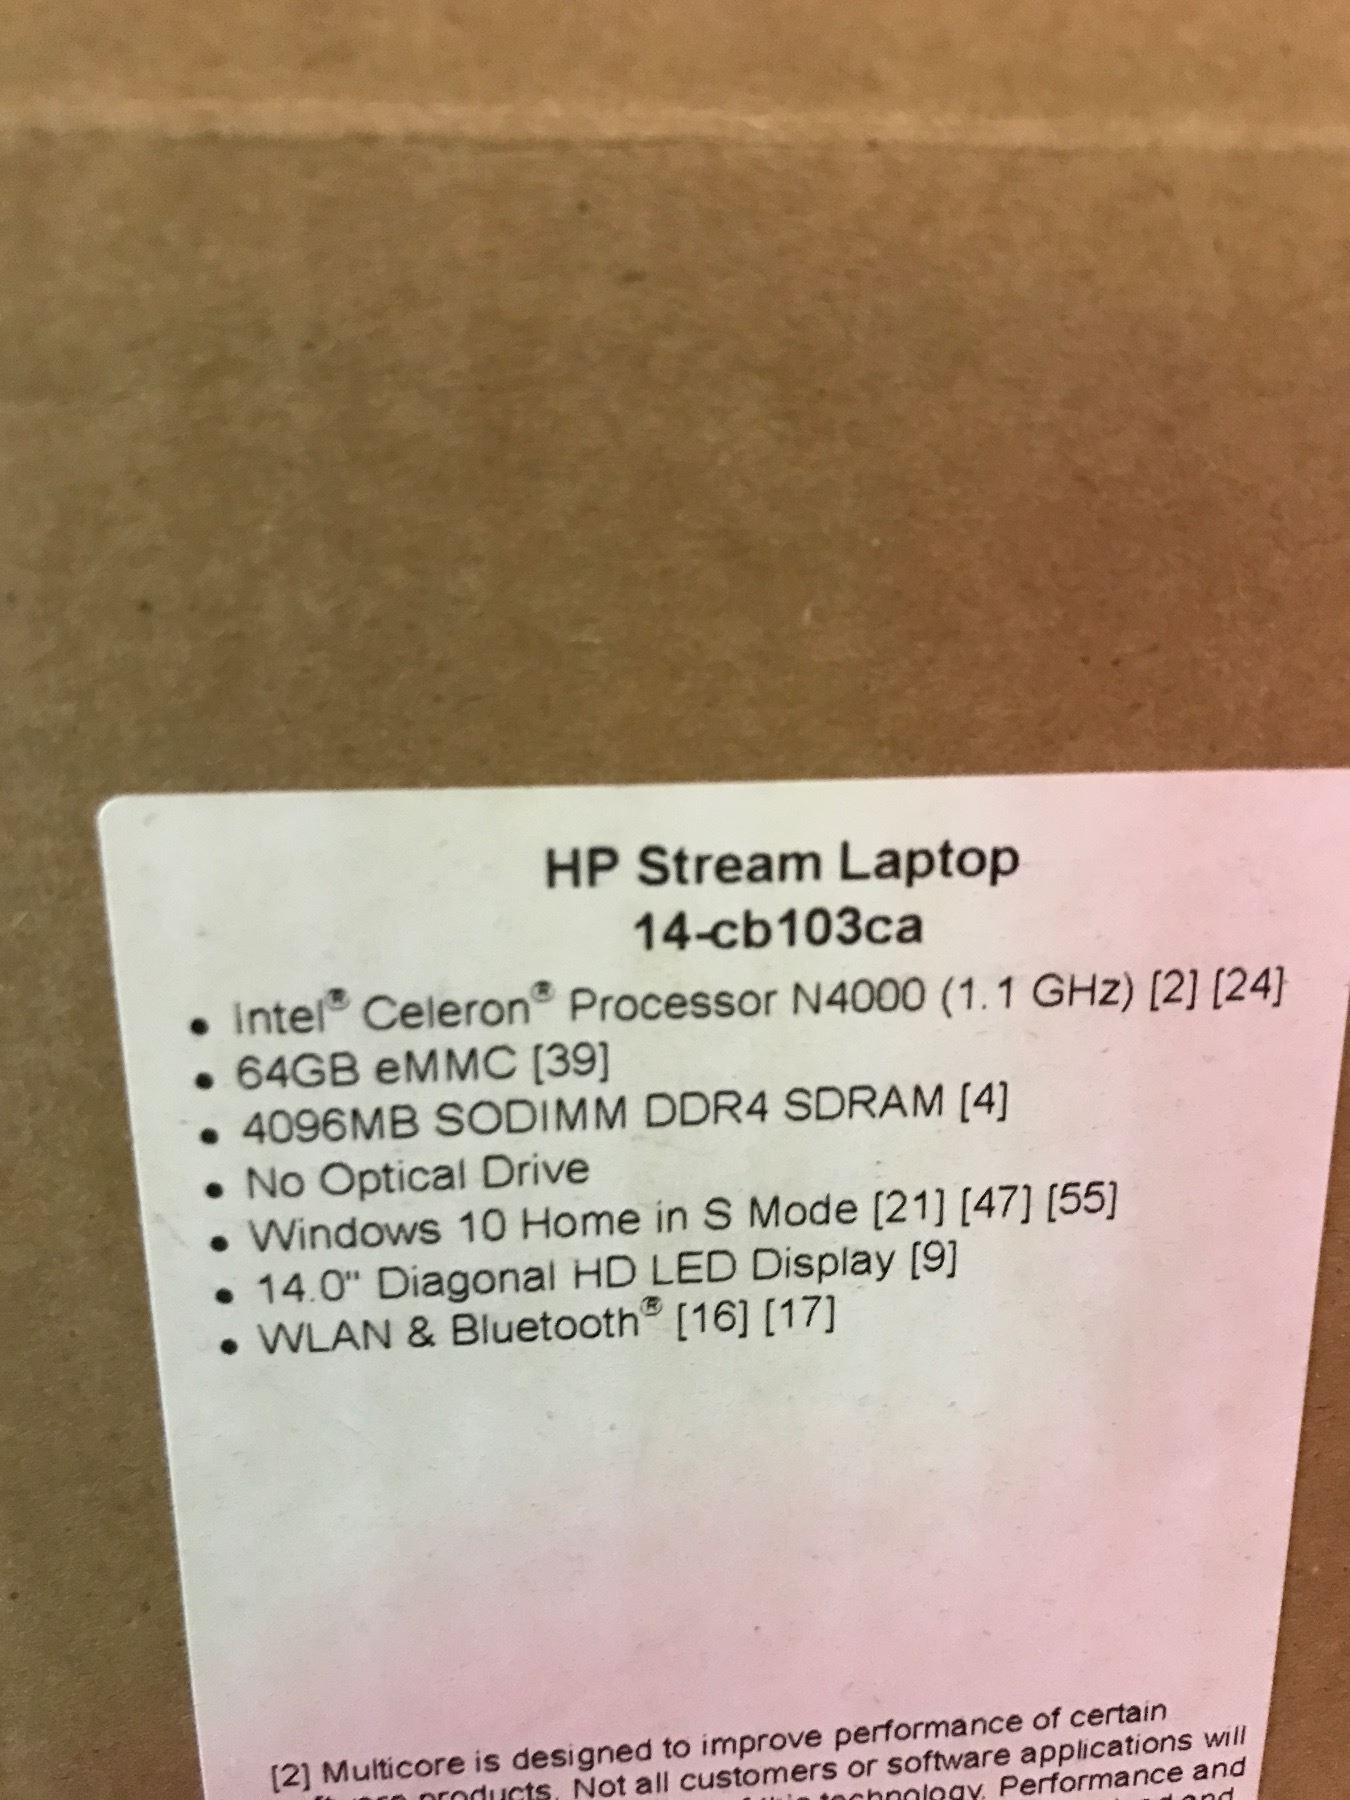 HP Stream Laptop
14-cb103ca
• Intel® Celeron® Processor N4000 (1.1 GHz) [2] [24]
• 64GB eMMC [39]
• 4096MB SODIMM DDR4 SDRAM [4]
• No Optical Drive
• Windows 10 Home in S Mode [21] [47] [55]
• 14.0" Diagonal HD LED Display [9]
• WLAN & Bluetooth® [16] [17]
[2] Multicore is designed to improve performance of certain
products. Not all customers or software applications will
technology. Performance and
and